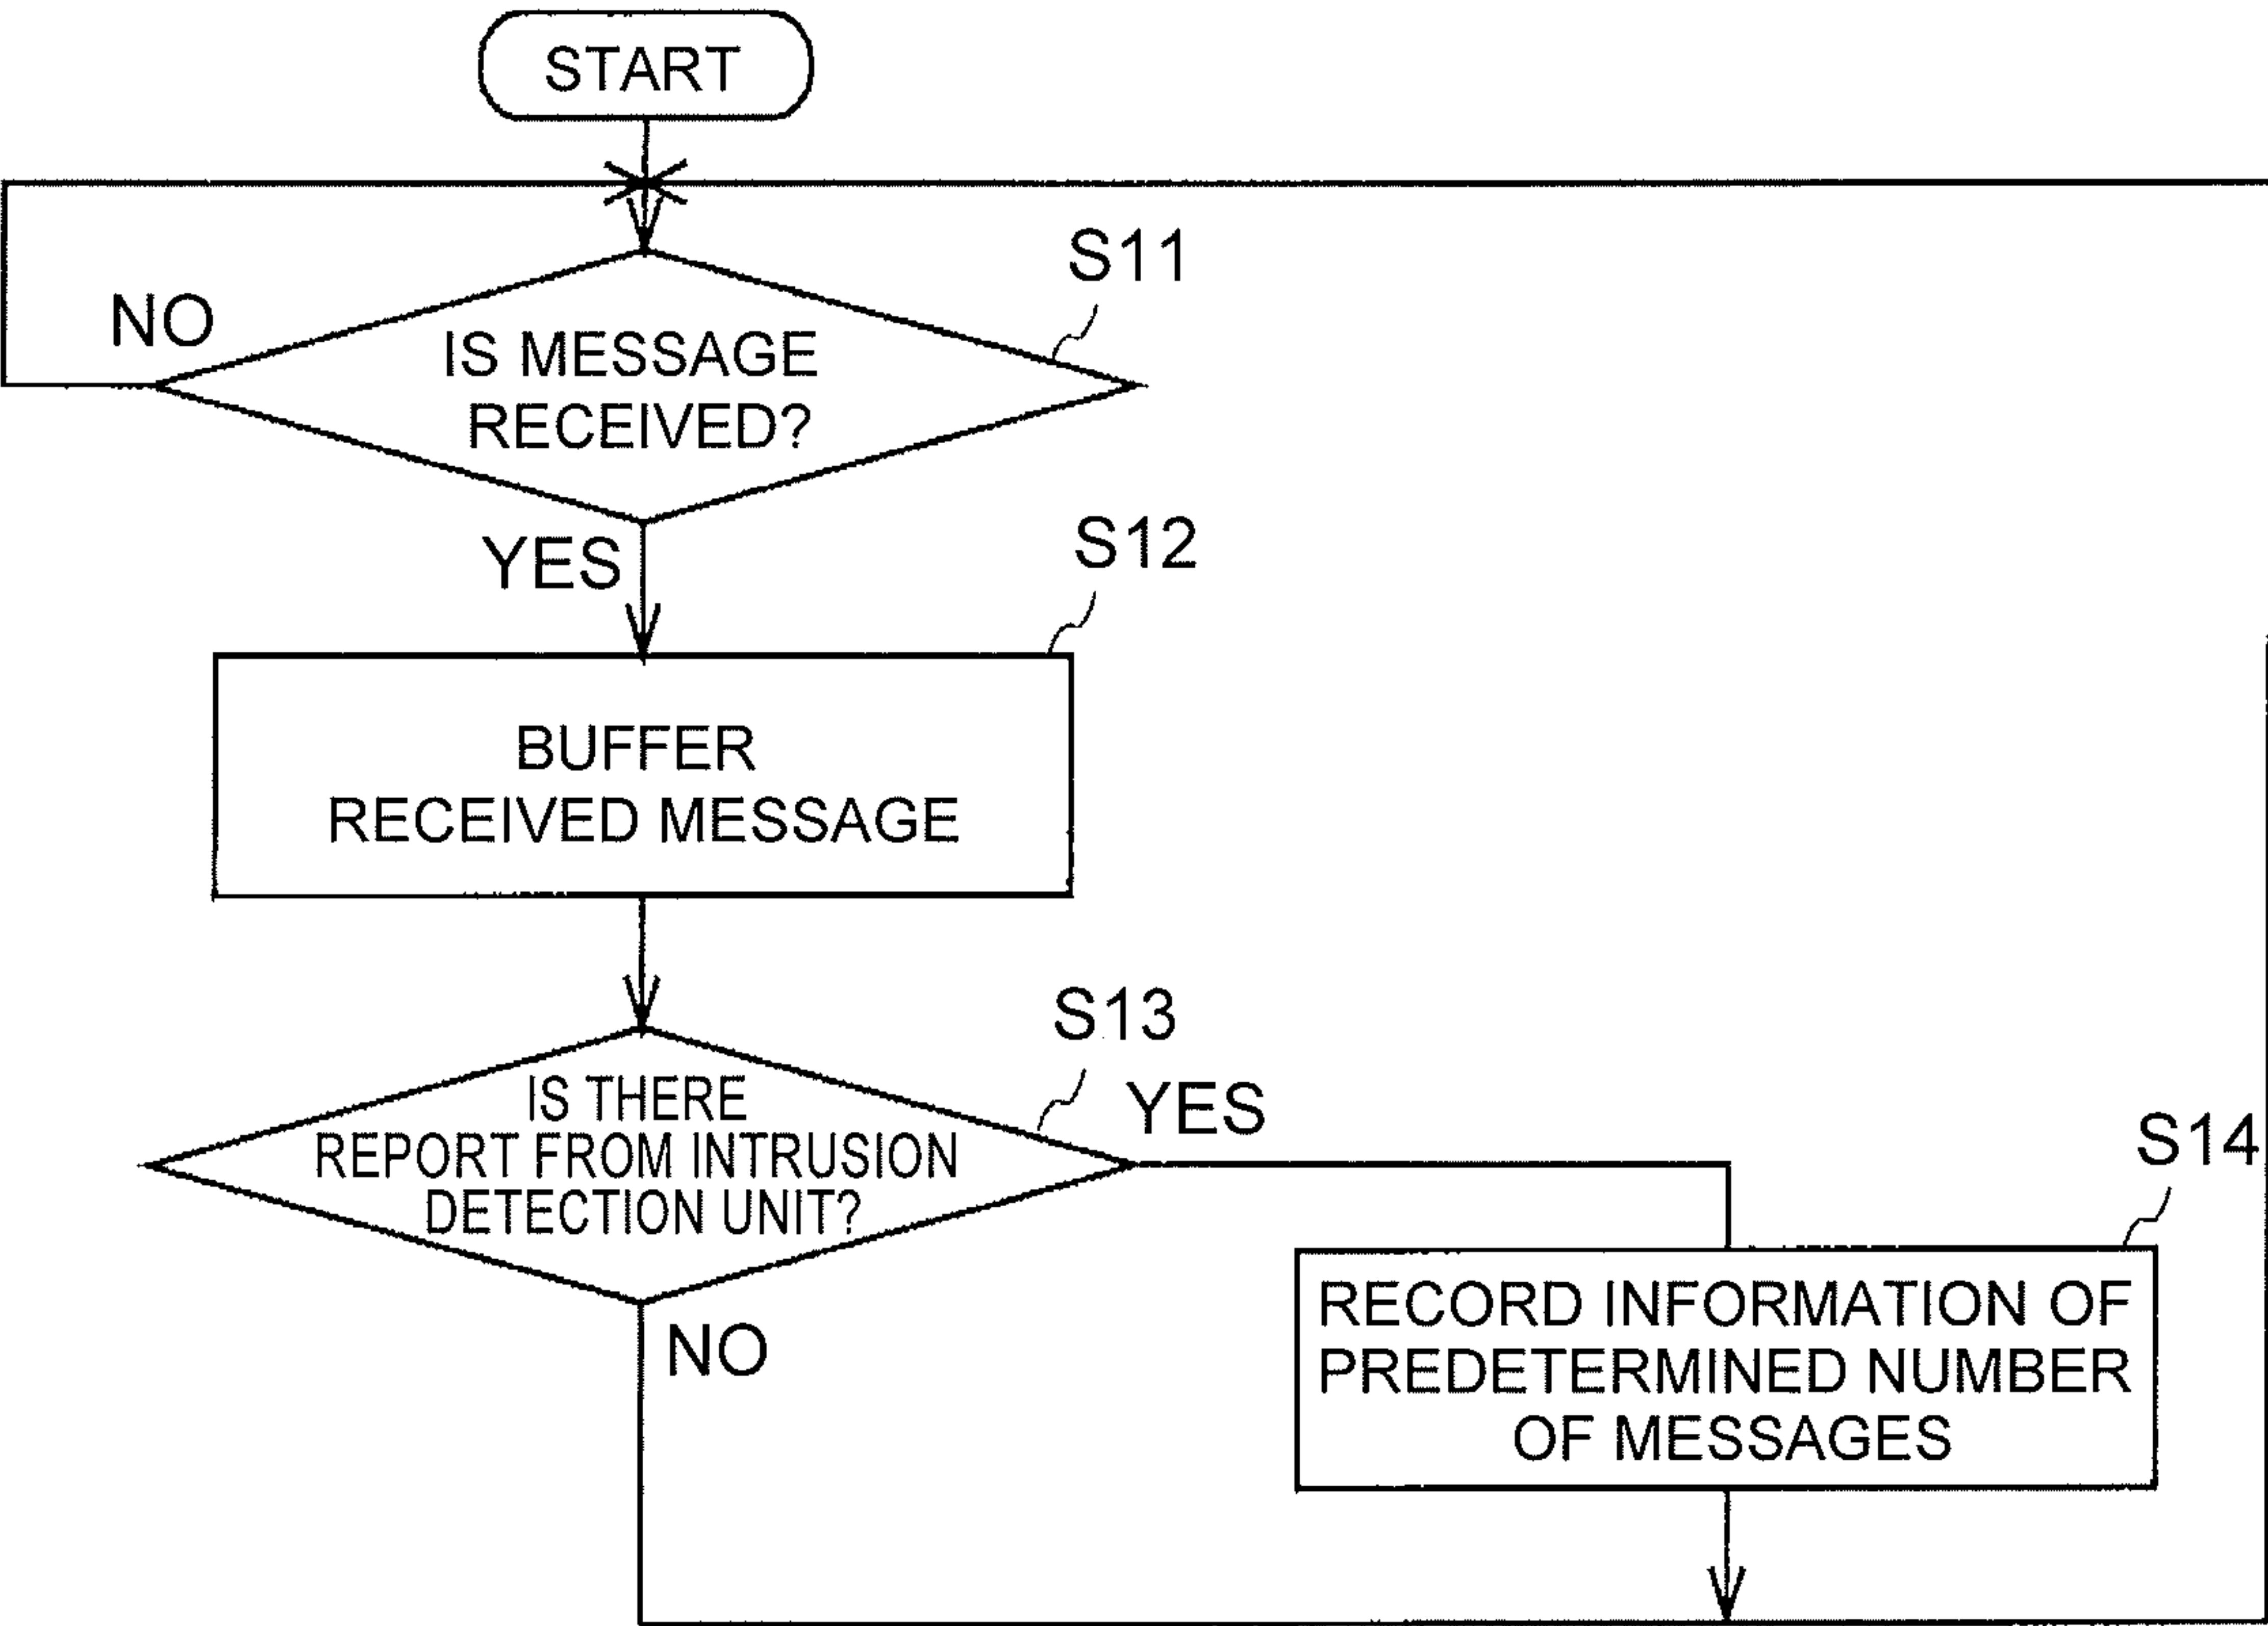 START
S11
NO
IS MESSAGE
RECEIVED?
YES
S12
BUFFER
RECEIVED MESSAGE
S13
IS THERE
REPORT FROM INTRUSION
DETECTION UNIT?
YES
S14
RECORD INFORMATION OF
PREDETERMINED NUMBER
OF MESSAGES
NO